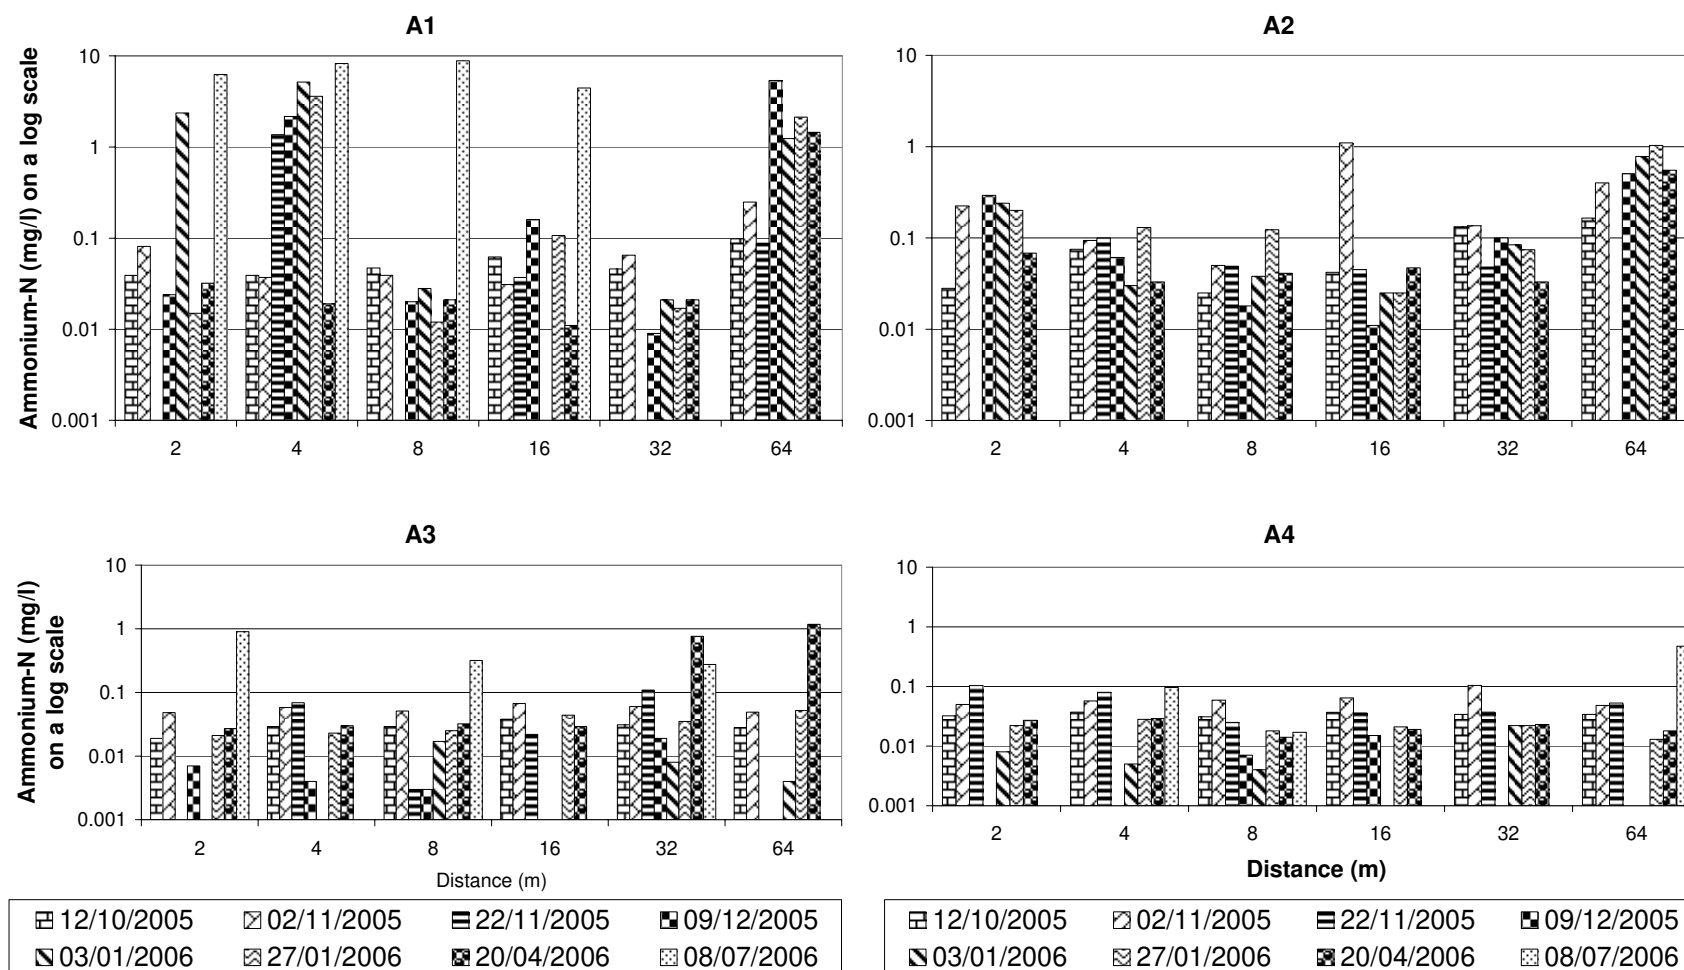 A1
Ammonium-N (mg/l) on a log scale
10
1
0.1
0.01
0.001
2 4 8 16 32 64
A2
10
1
0.1
0.01
0.001
2 4 8 16 32 64
A3
Ammonium-N (mg/l)
on a log scale
10
1
0.1
0.01
0.001
2 4 8 16 32 64
Distance (m)
A4
10
1
0.1
0.01
0.001
2 4 8 16 32 64
Distance (m)
12/10/2005 02/11/2005 22/11/2005 09/12/2005
03/01/2006 27/01/2006 20/04/2006 08/07/2006
12/10/2005 02/11/2005 22/11/2005 09/12/2005
03/01/2006 27/01/2006 20/04/2006 08/07/2006